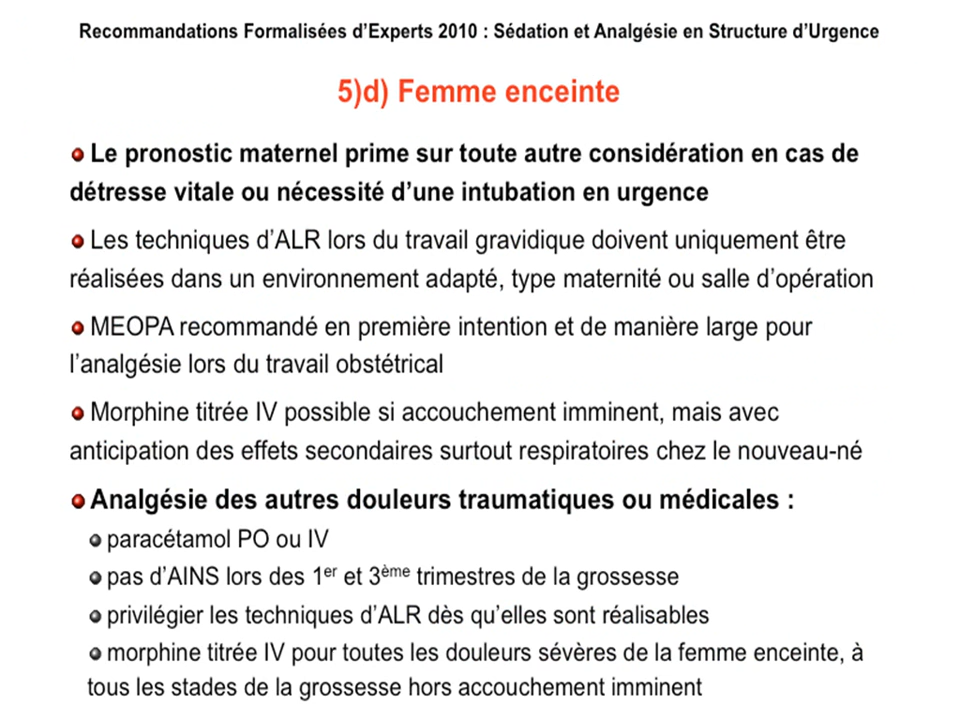 Recommandations Formalisées d'Experts 2010 : Sédation et Analgésie en Structure d'Urgence
5)d) Femme enceinte
Le pronostic maternel prime sur toute autre considération en cas de
détresse vitale ou nécessité d'une intubation en urgence
Les techniques d'ALR lors du travail gravidique doivent uniquement être
réalisées dans un environnement adapté, type maternité ou salle d'opération
MEOPA recommandé en première intention et de manière large pour
l'analgésie lors du travail obstétrical
Morphine titrée IV possible si accouchement imminent, mais avec
anticipation des effets secondaires surtout respiratoires chez le nouveau-né
Analgésie des autres douleurs traumatiques ou médicales :
paracétamol PO ou IV
pas d'AINS lors des 1er et 3ème trimestres de la grossesse
privilégier les techniques d'ALR dès qu'elles sont réalisables
morphine titrée IV pour toutes les douleurs sévères de la femme enceinte, à
tous les stades de la grossesse hors accouchement imminent